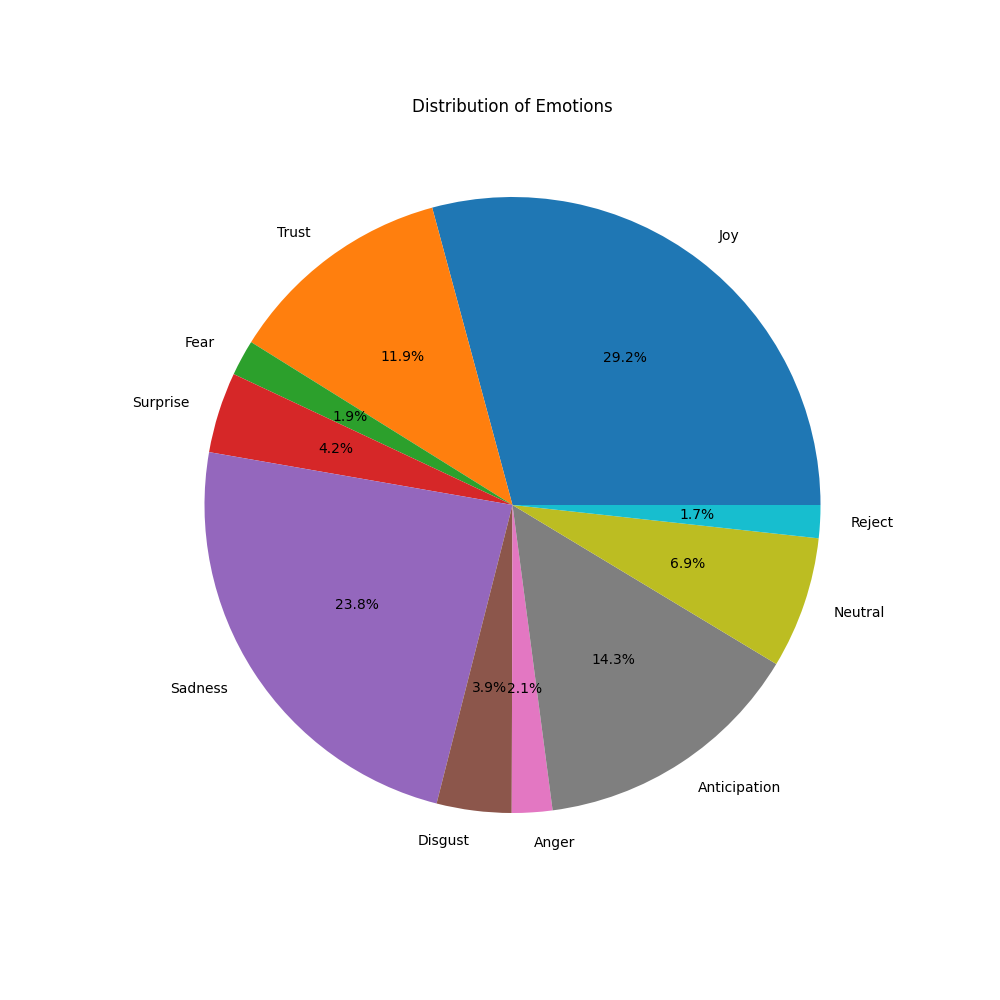 Distribution of Emotions
Joy
29.2%
Trust
11.9%
Fear
1.9%
Surprise
4.2%
Sadness
23.8%
Disgust
3.9%
Anger
2.1%
Anticipation
14.3%
Neutral
6.9%
Reject
1.7%